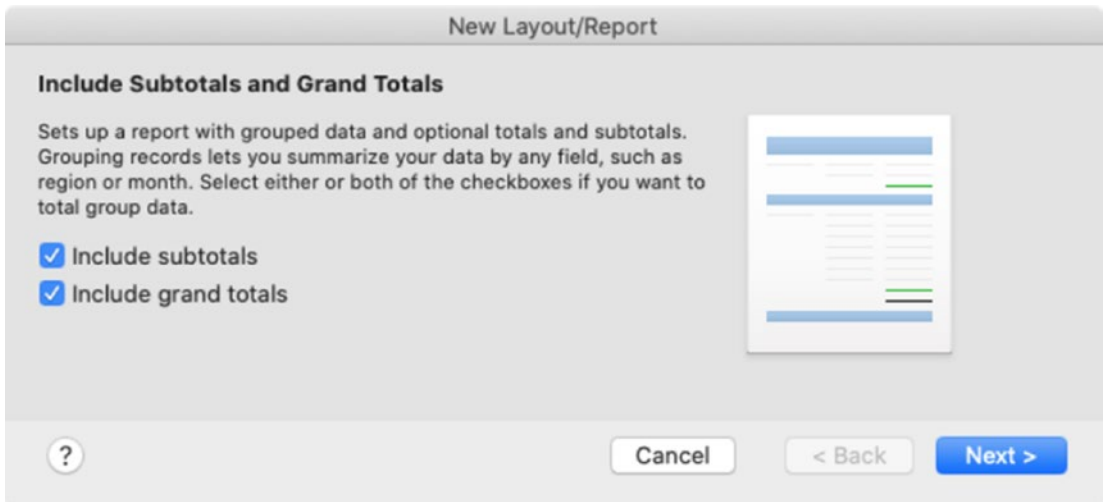 New Layout/Report
Include Subtotals and Grand Totals
Sets up a report with grouped data and optional totals and subtotals.
Grouping records lets you summarize your data by any field, such as
region or month. Select either or both of the checkboxes if you want to
total group data.
Include subtotals
Include grand totals
?
Cancel
< Back
Next >